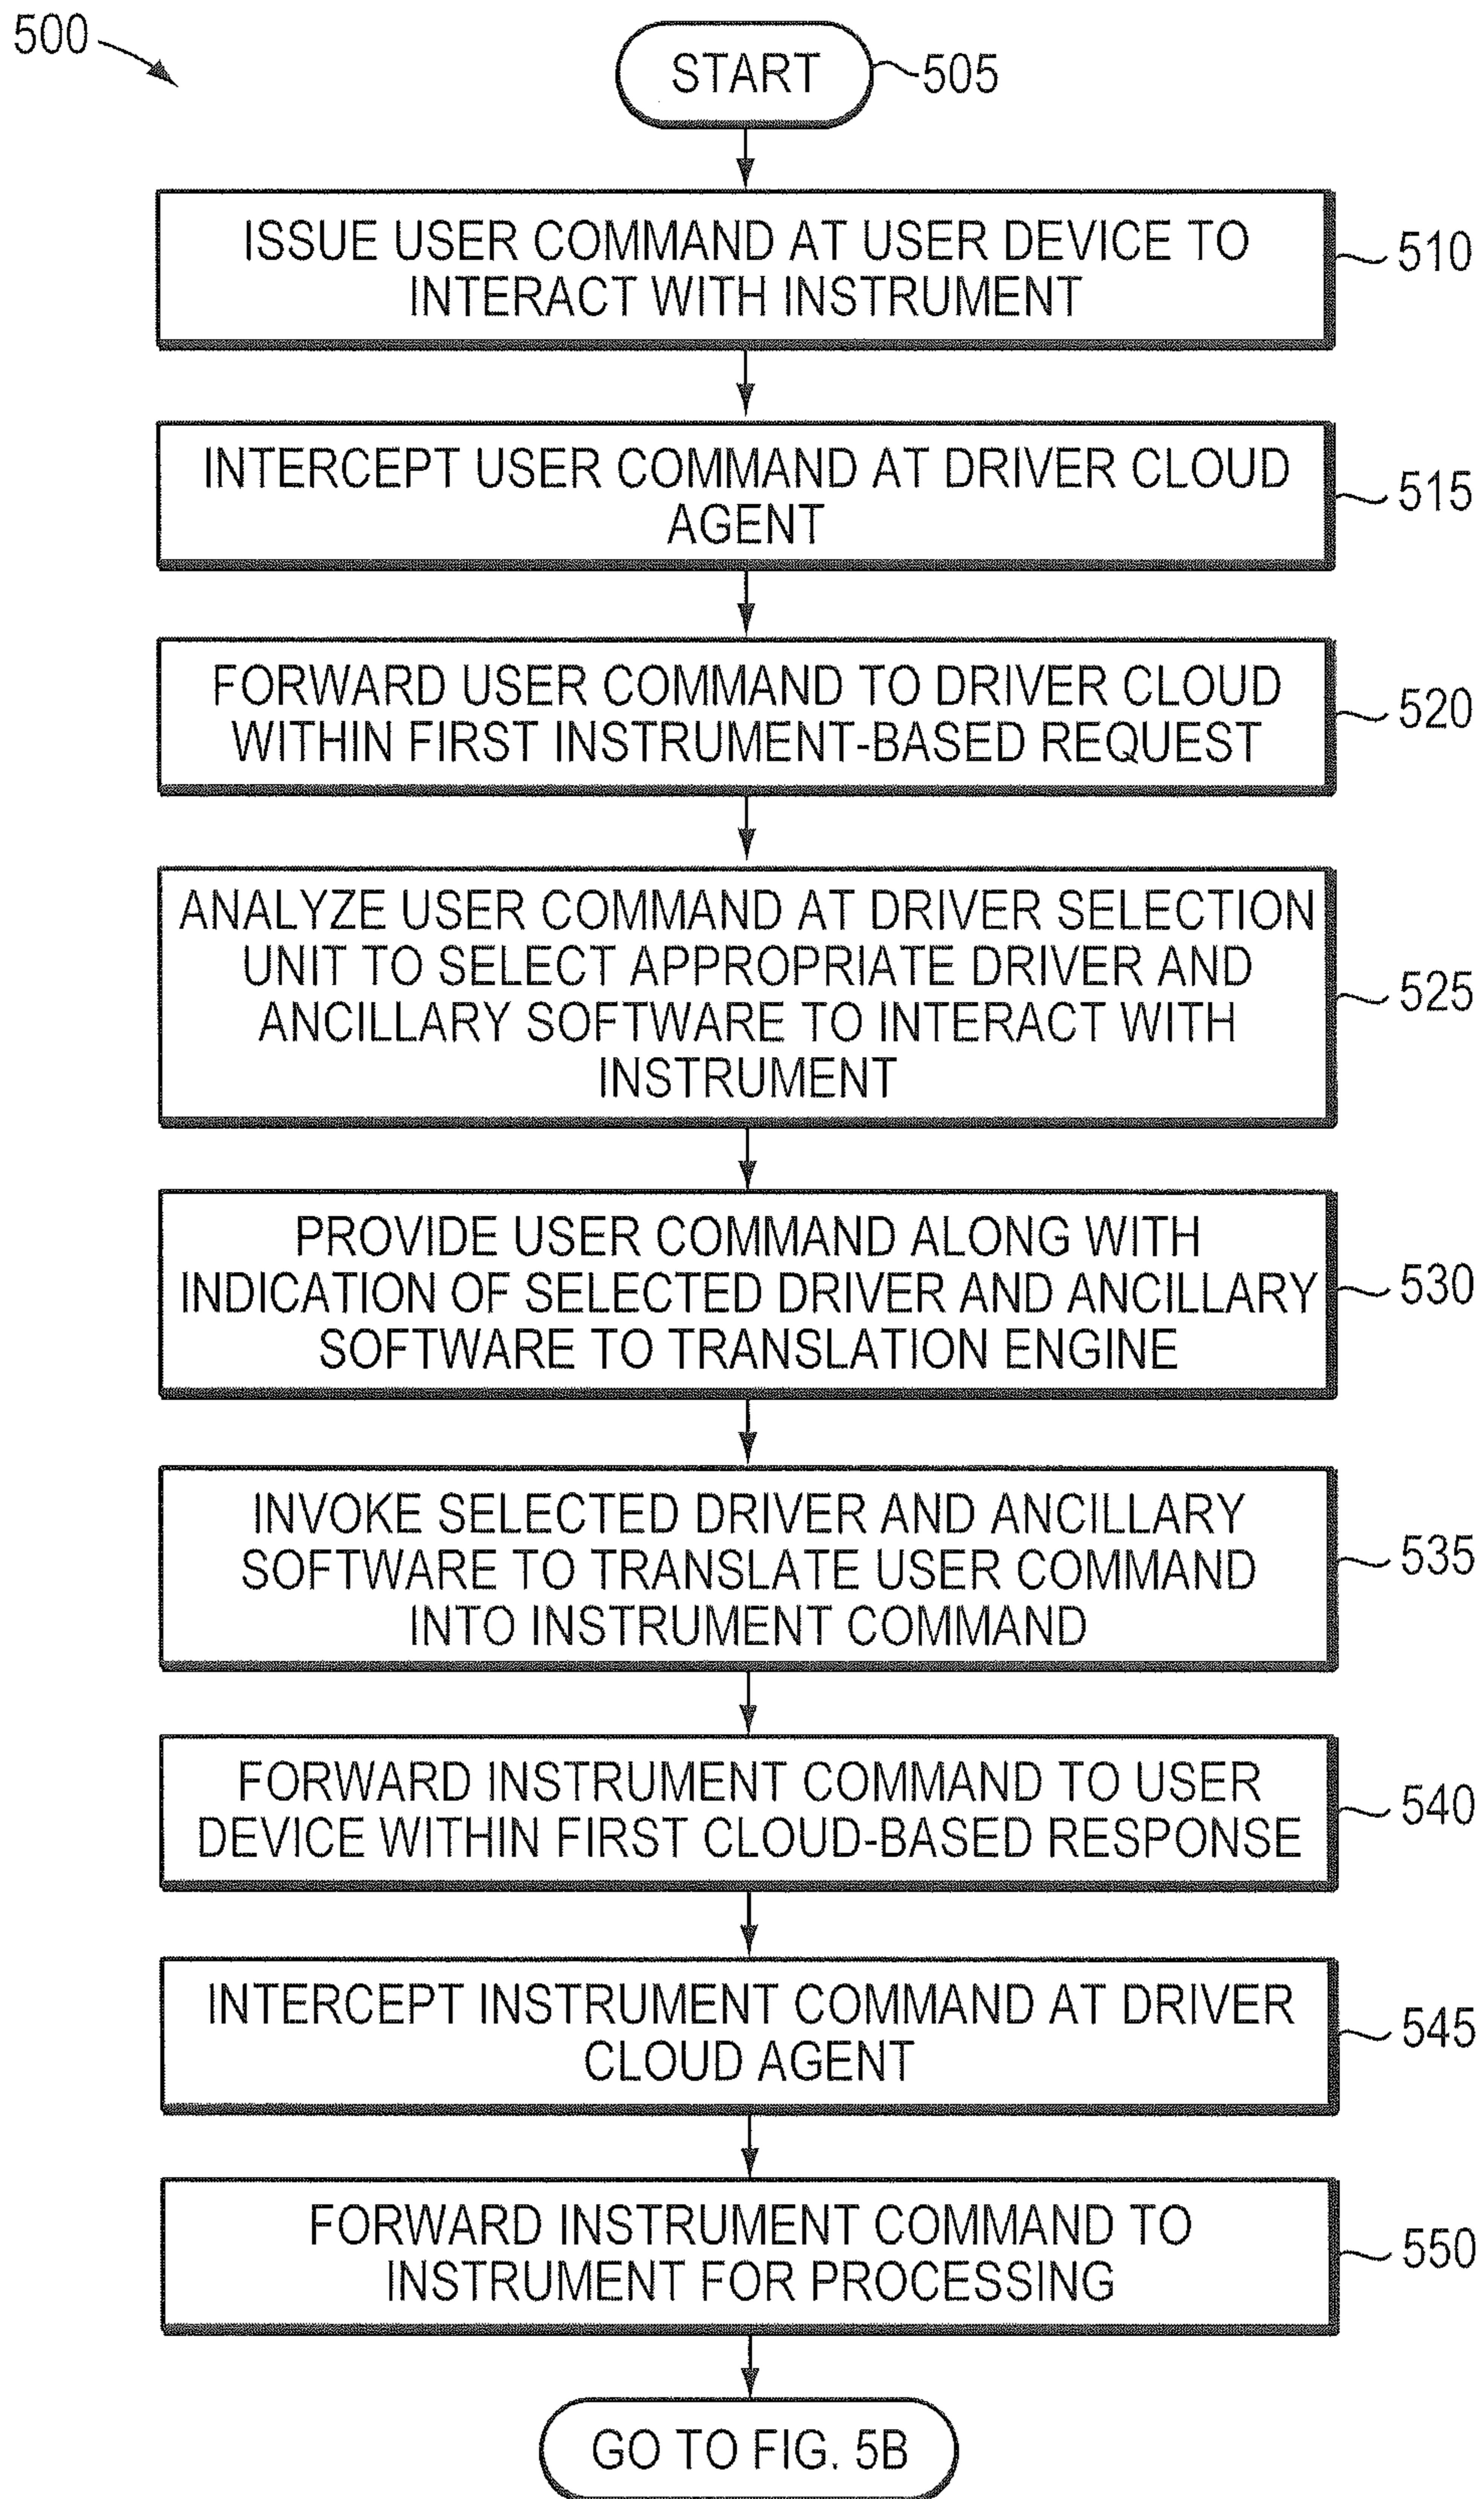 500
START
505
ISSUE USER COMMAND AT USER DEVICE TO
INTERACT WITH INSTRUMENT
510
INTERCEPT USER COMMAND AT DRIVER CLOUD
AGENT
515
FORWARD USER COMMAND TO DRIVER CLOUD
WITHIN FIRST INSTRUMENT-BASED REQUEST
520
ANALYZE USER COMMAND AT DRIVER SELECTION
UNIT TO SELECT APPROPRIATE DRIVER AND
ANCILLARY SOFTWARE TO INTERACT WITH
INSTRUMENT
525
PROVIDE USER COMMAND ALONG WITH
INDICATION OF SELECTED DRIVER AND ANCILLARY
SOFTWARE TO TRANSLATION ENGINE
530
INVOKE SELECTED DRIVER AND ANCILLARY
SOFTWARE TO TRANSLATE USER COMMAND
INTO INSTRUMENT COMMAND
535
FORWARD INSTRUMENT COMMAND TO USER
DEVICE WITHIN FIRST CLOUD-BASED RESPONSE
540
INTERCEPT INSTRUMENT COMMAND AT DRIVER
CLOUD AGENT
545
FORWARD INSTRUMENT COMMAND TO
INSTRUMENT FOR PROCESSING
550
GO TO FIG. 5B